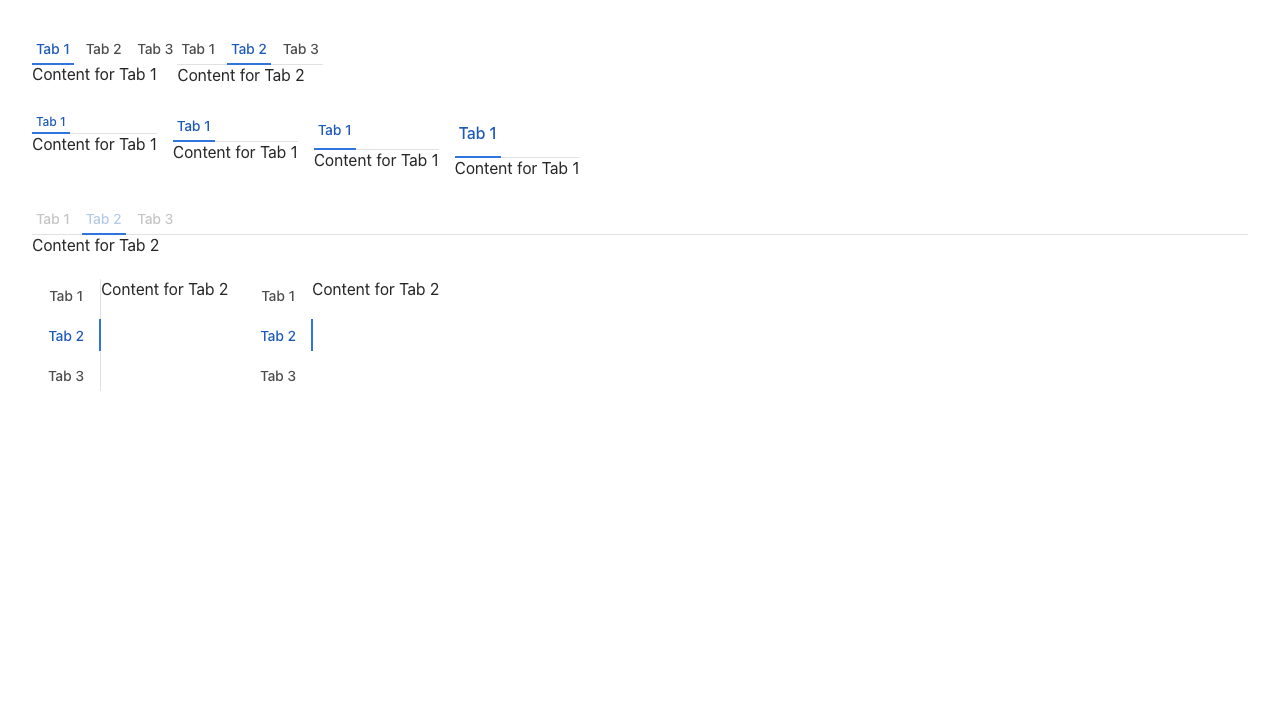 Tab 1 Tab 2 Tab 3 Tab 1 Tab 2 Tab 3
Content for Tab 1 Content for Tab 2
Tab 1 Tab 1 Tab 1 Tab 1
Content for Tab 1 Content for Tab 1 Content for Tab 1 Content for Tab 1
Tab 1 Tab 2 Tab 3
Content for Tab 2
Tab 1 Content for Tab 2 Tab 1 Content for Tab 2
Tab 2 Tab 2
Tab 3 Tab 3